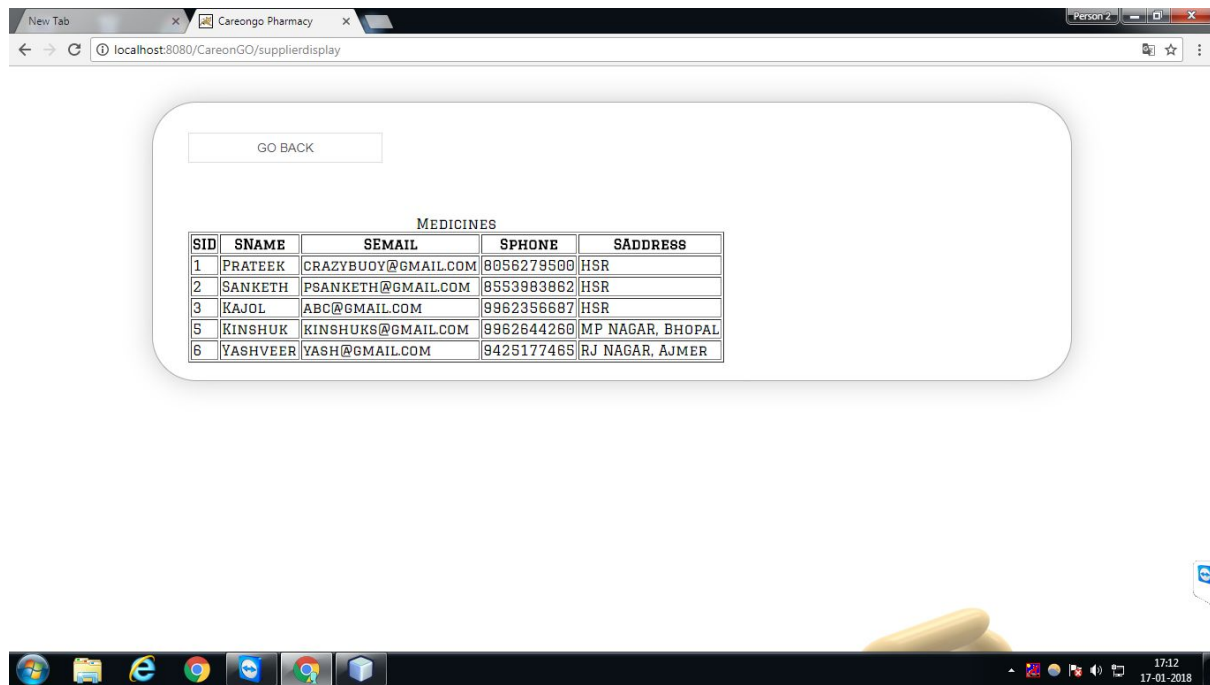 New Tab
Careongo Pharmacy
Person 2
localhost:8080/CareonGO/supplierdisplay
GO BACK
Medicines
SID SName SEmail Sphone SAddress
1 Prateek crazybuoy@gmail.com 8056279500 HSR
2 Sanketh psanketh@gmail.com 8553983862 HSR
3 Kajol abc@gmail.com 9962356687 HSR
5 Kinshuk kinshuks@gmail.com 9962644260 MP nagar, Bhopal
6 Yashveer yash@gmail.com 9425177465 RJ nagar, Ajmer
17:12
17-01-2018